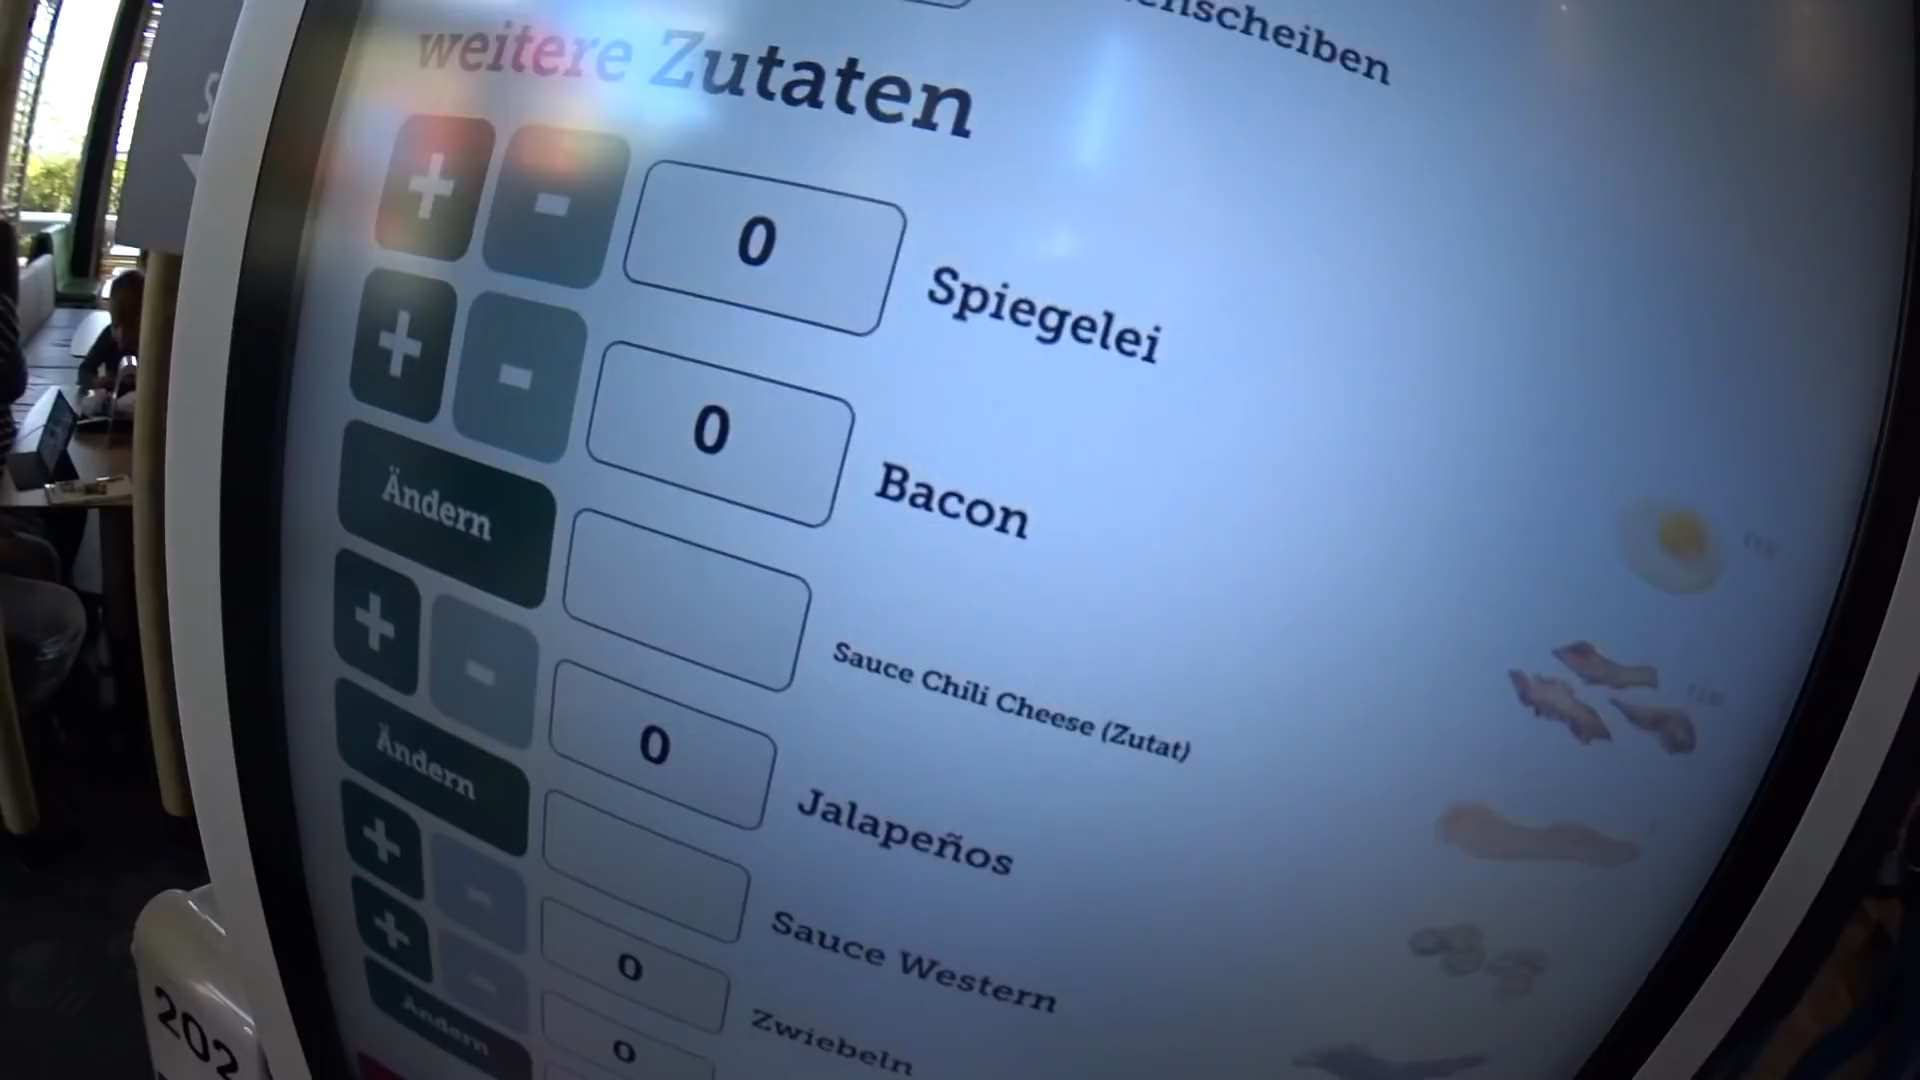 weitere Zutaten
+ - 0 Spiegelei
+ - 0 Bacon
Ändern Sauce Chili Cheese (Zutat)
+ - 0 Jalapeños
Ändern Sauce Western
+ - 0 Zwiebeln
+ - 0
Ändern
202